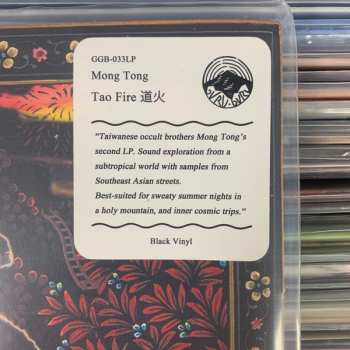 GGB-033LP
Mong Tong
Tao Fire 道火
GURU GURU
"Taiwanese occult brothers Mong Tong's
second LP. Sound exploration from a
subtropical world with samples from
Southeast Asian streets.
Best-suited for sweaty summer nights in
a holy mountain, and inner cosmic trips."
Black Vinyl